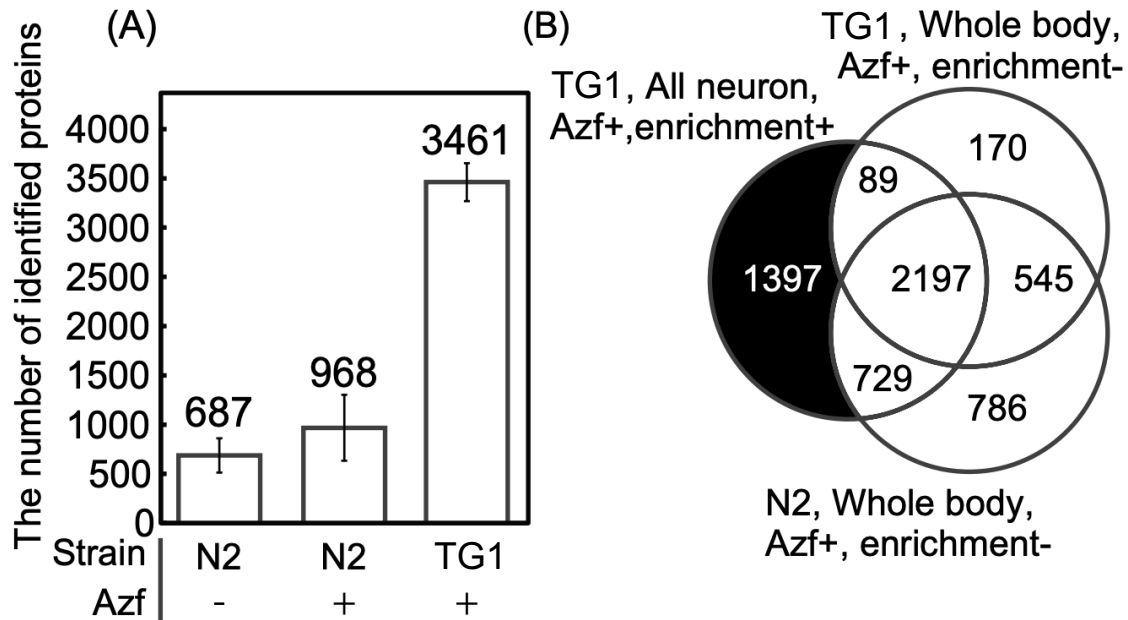 (A)
The number of identified proteins
4000
3500
3000
2500
2000
1500
1000
500
0
687
968
3461
Strain N2 N2 TG1
Azf - + +
(B)
TG1, Whole body,
Azf+, enrichment-
TG1, All neuron,
Azf+,enrichment+
170
89
1397
2197
545
729
786
N2, Whole body,
Azf+, enrichment-